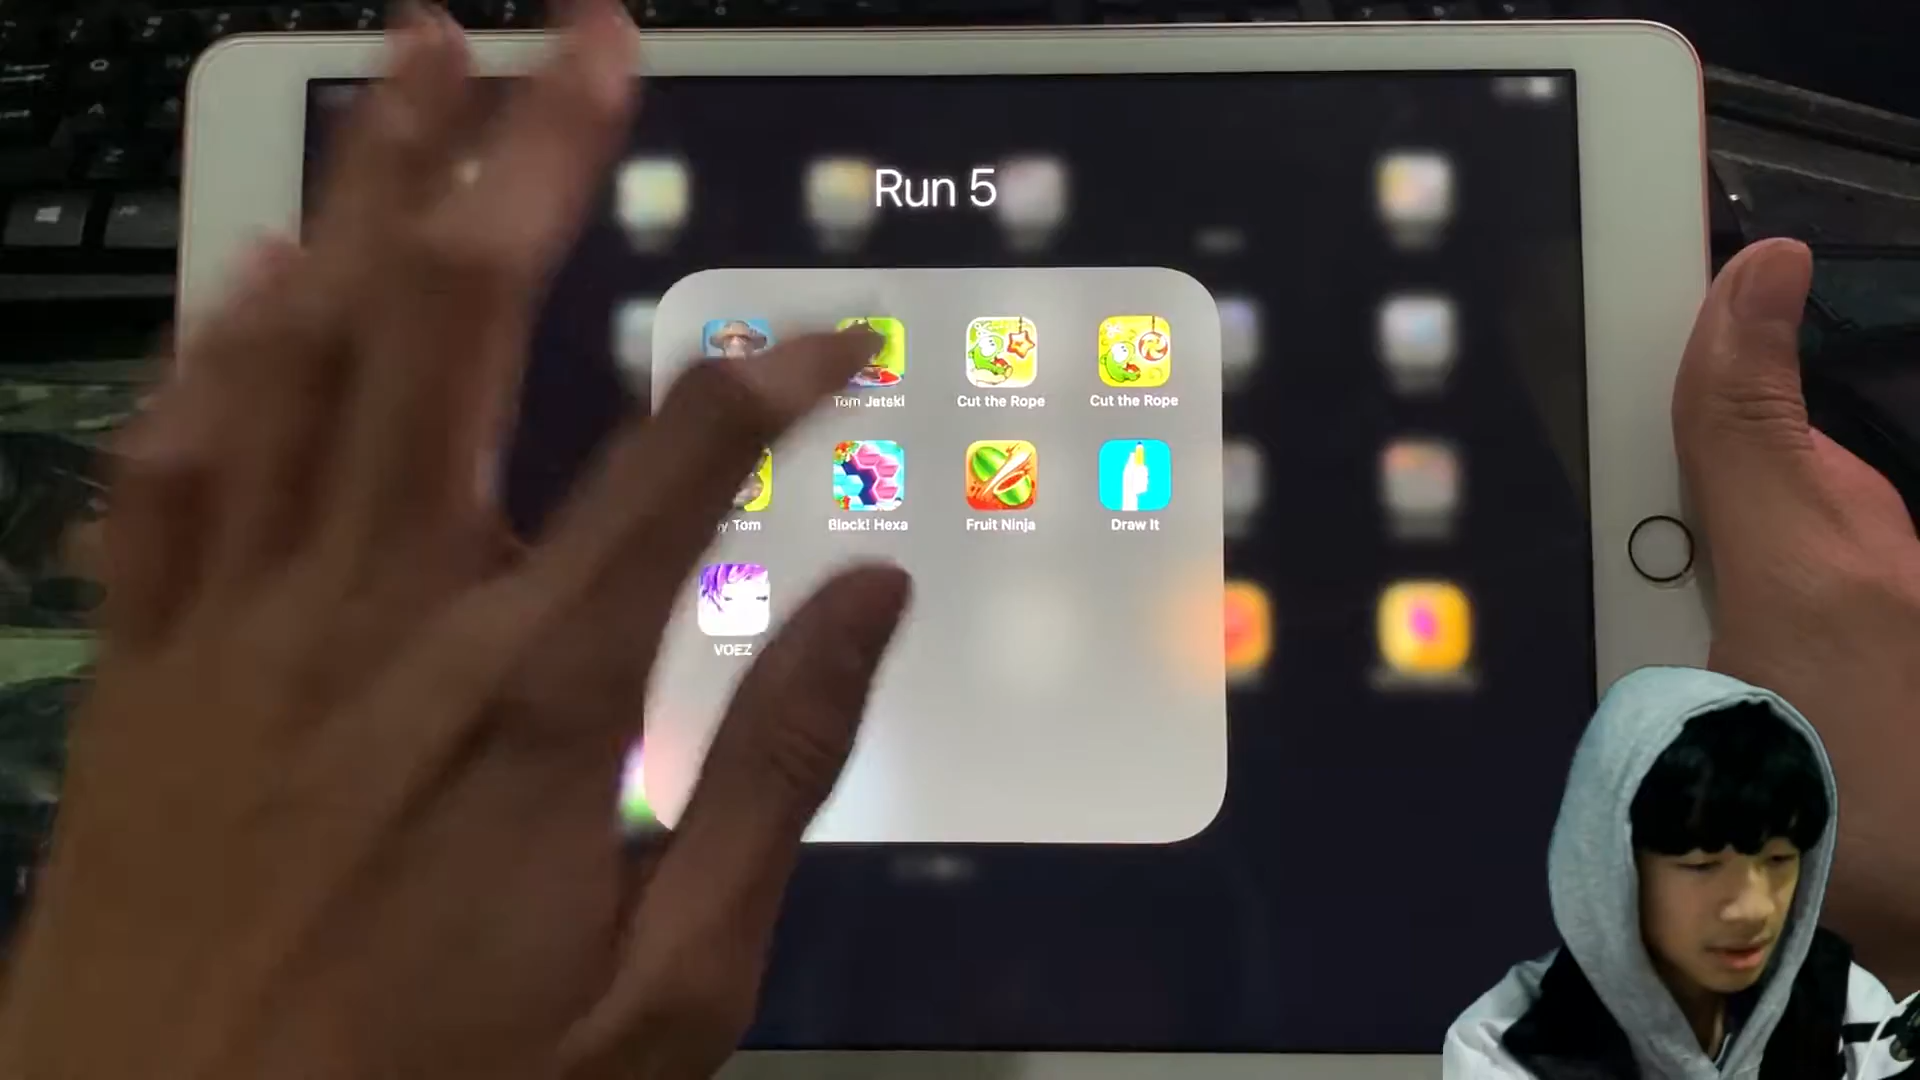 Run 5
Tom Jetski
Cut the Rope
Cut the Rope
Tom
Block! Hexa
Fruit Ninja
Draw It
VOEZ